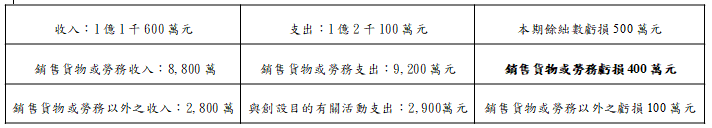 收入：1億1千600萬元
支出：1億2千100萬元
本期餘絀數虧損500萬元
銷售貨物或勞務收入：8,800萬
銷售貨物或勞務支出：9,200萬元
銷售貨物或勞務虧損400萬元
銷售貨物或勞務以外之收入：2,800萬
與創設目的有關活動支出：2,900萬元
銷售貨物或勞務以外之虧損100萬元